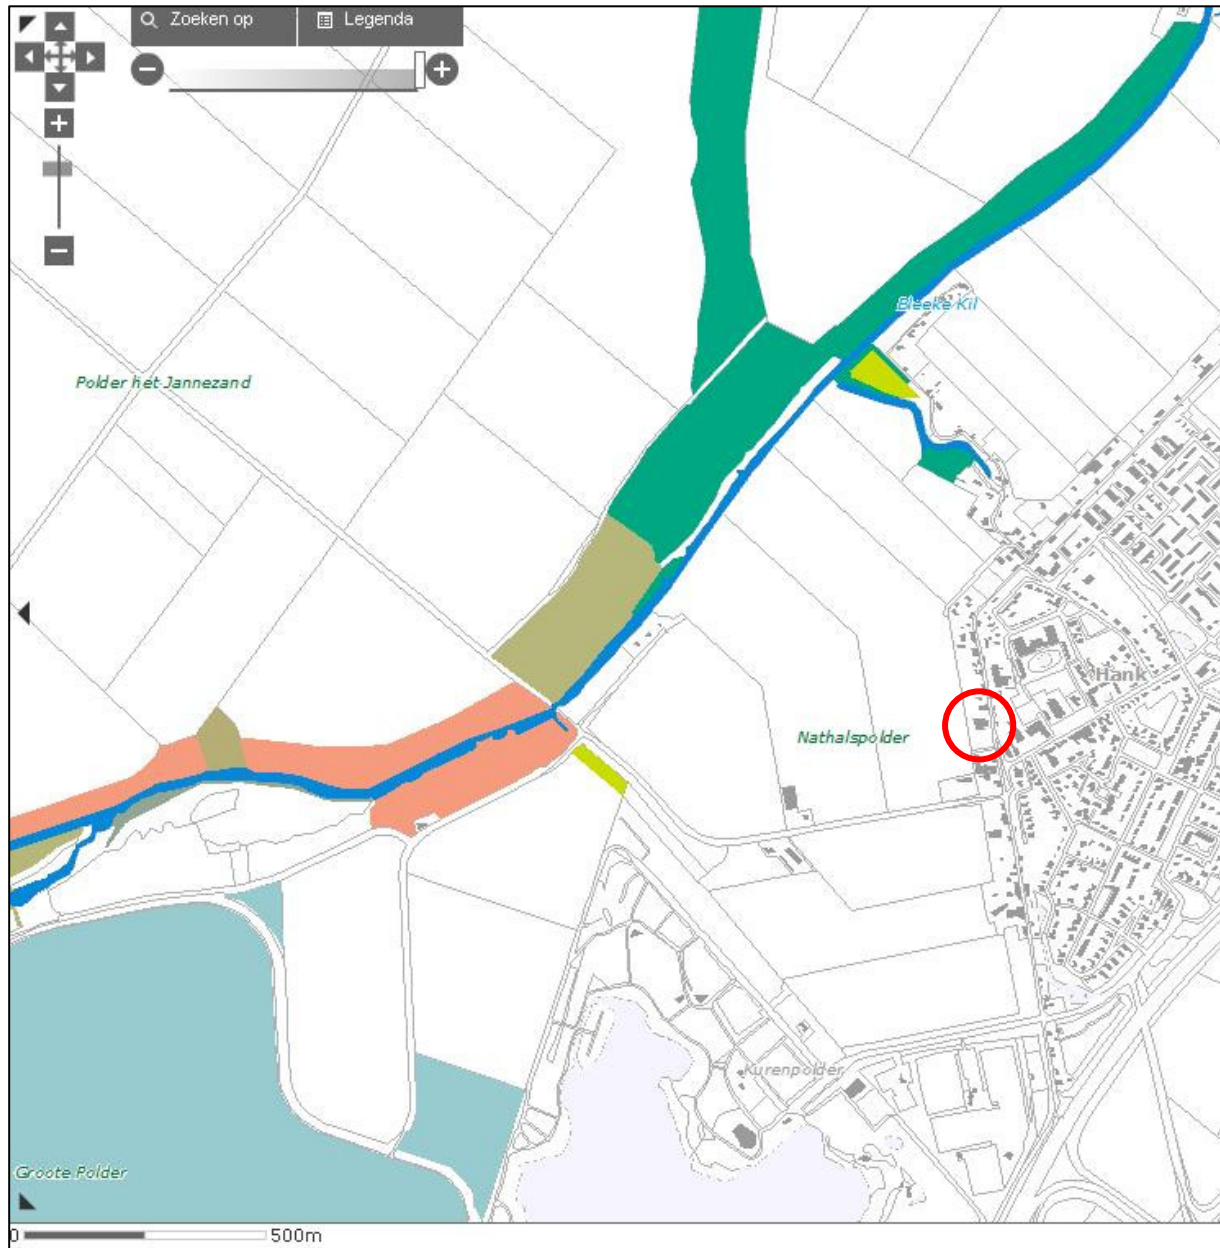 Zoeken op
Legenda
Bleeke Kil
Polder het Jannezand
Hank
Nathalspolder
Kurenpolder
Groote Polder
0 500m